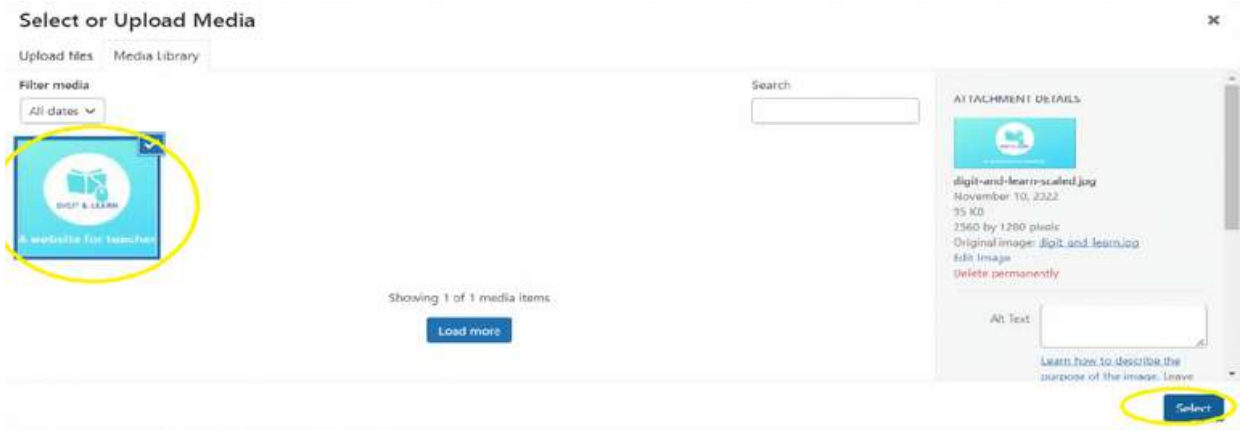 Select or Upload Media
Upload files Media Library
Filter media
All dates
Search
DIGIT & LEARN
A website for teacher
Showing 1 of 1 media items
Load more
ATTACHMENT DETAILS
DIGIT & LEARN
digit-and-learn-scaled.jpg
November 10, 2022
95 KB
2560 by 1280 pixels
Original image: digit and learn.jpg
Edit Image
Delete permanently
Alt Text
Learn how to describe the
purpose of the image. Leave
Select